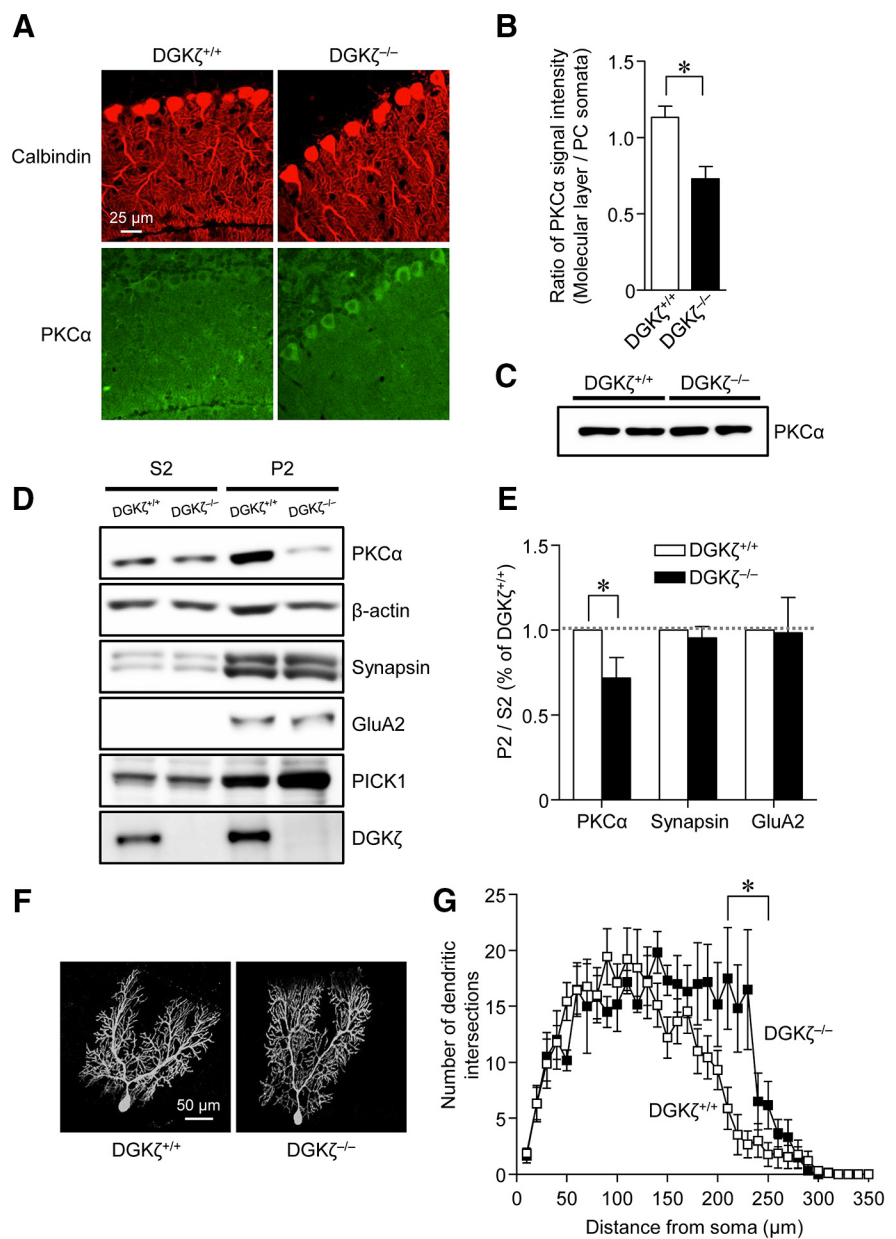 A
DGKζ+/+
DGKζ–/–
Calbindin
25 µm
PKCα
B
Ratio of PKCα signal intensity
(Molecular layer / PC somata)
1.5
1.0
0.5
0
*
DGKζ+/+
DGKζ–/–
C
DGKζ+/+ DGKζ–/–
PKCα
D
S2 P2
DGKζ+/+ DGKζ–/– DGKζ+/+ DGKζ–/–
PKCα
β-actin
Synapsin
GluA2
PICK1
DGKζ
E
P2 / S2 (% of DGKζ+/+)
1.5
1.0
0.5
0
DGKζ+/+
DGKζ–/–
*
PKCα Synapsin GluA2
F
50 µm
DGKζ+/+ DGKζ–/–
G
Number of dendritic
intersections
25
20
15
10
5
0
*
DGKζ–/–
DGKζ+/+
0 50 100 150 200 250 300 350
Distance from soma (µm)